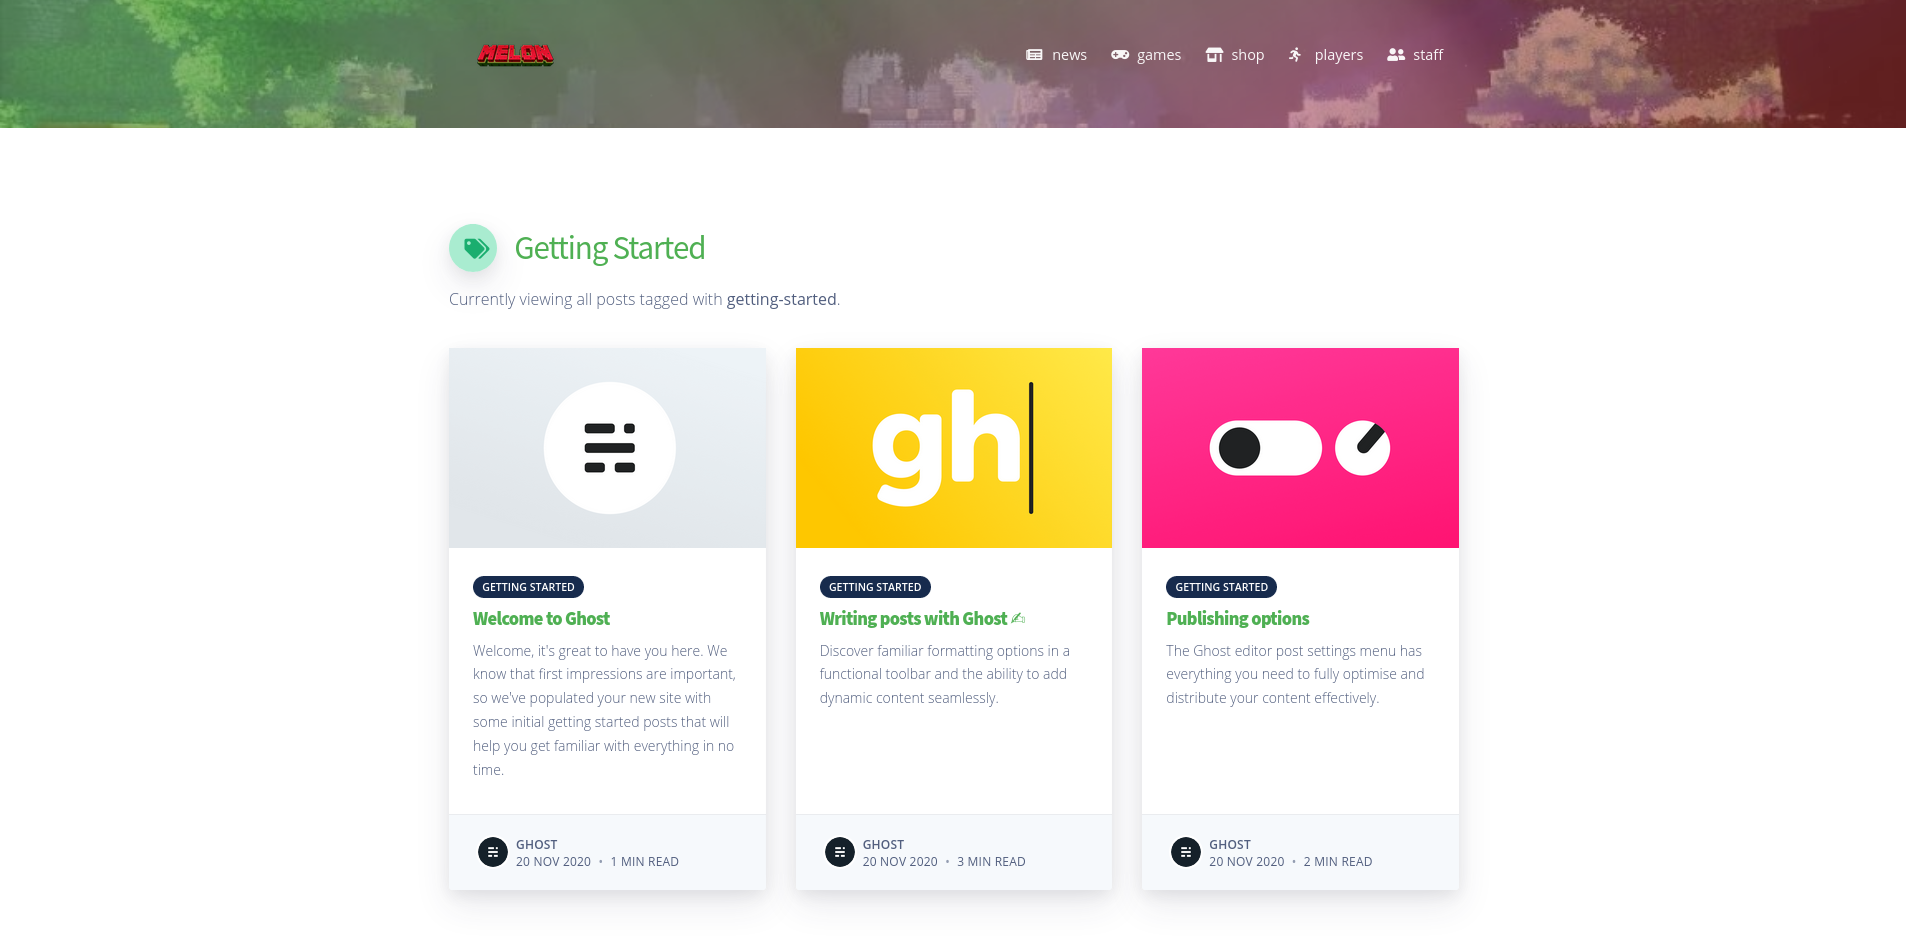 MELON
news games shop players staff
Getting Started
Currently viewing all posts tagged with getting-started.
gh
GETTING STARTED
Welcome to Ghost
Welcome, it's great to have you here. We
know that first impressions are important,
so we've populated your new site with
some initial getting started posts that will
help you get familiar with everything in no
time.
GHOST
20 NOV 2020 • 1 MIN READ
GETTING STARTED
Writing posts with Ghost ✍
Discover familiar formatting options in a
functional toolbar and the ability to add
dynamic content seamlessly.
GHOST
20 NOV 2020 • 3 MIN READ
GETTING STARTED
Publishing options
The Ghost editor post settings menu has
everything you need to fully optimise and
distribute your content effectively.
GHOST
20 NOV 2020 • 2 MIN READ